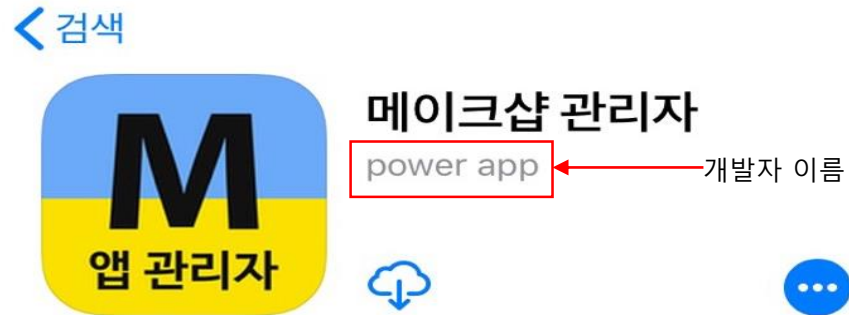 검색
M
앱 관리자
메이크샵 관리자
power app
개발자 이름